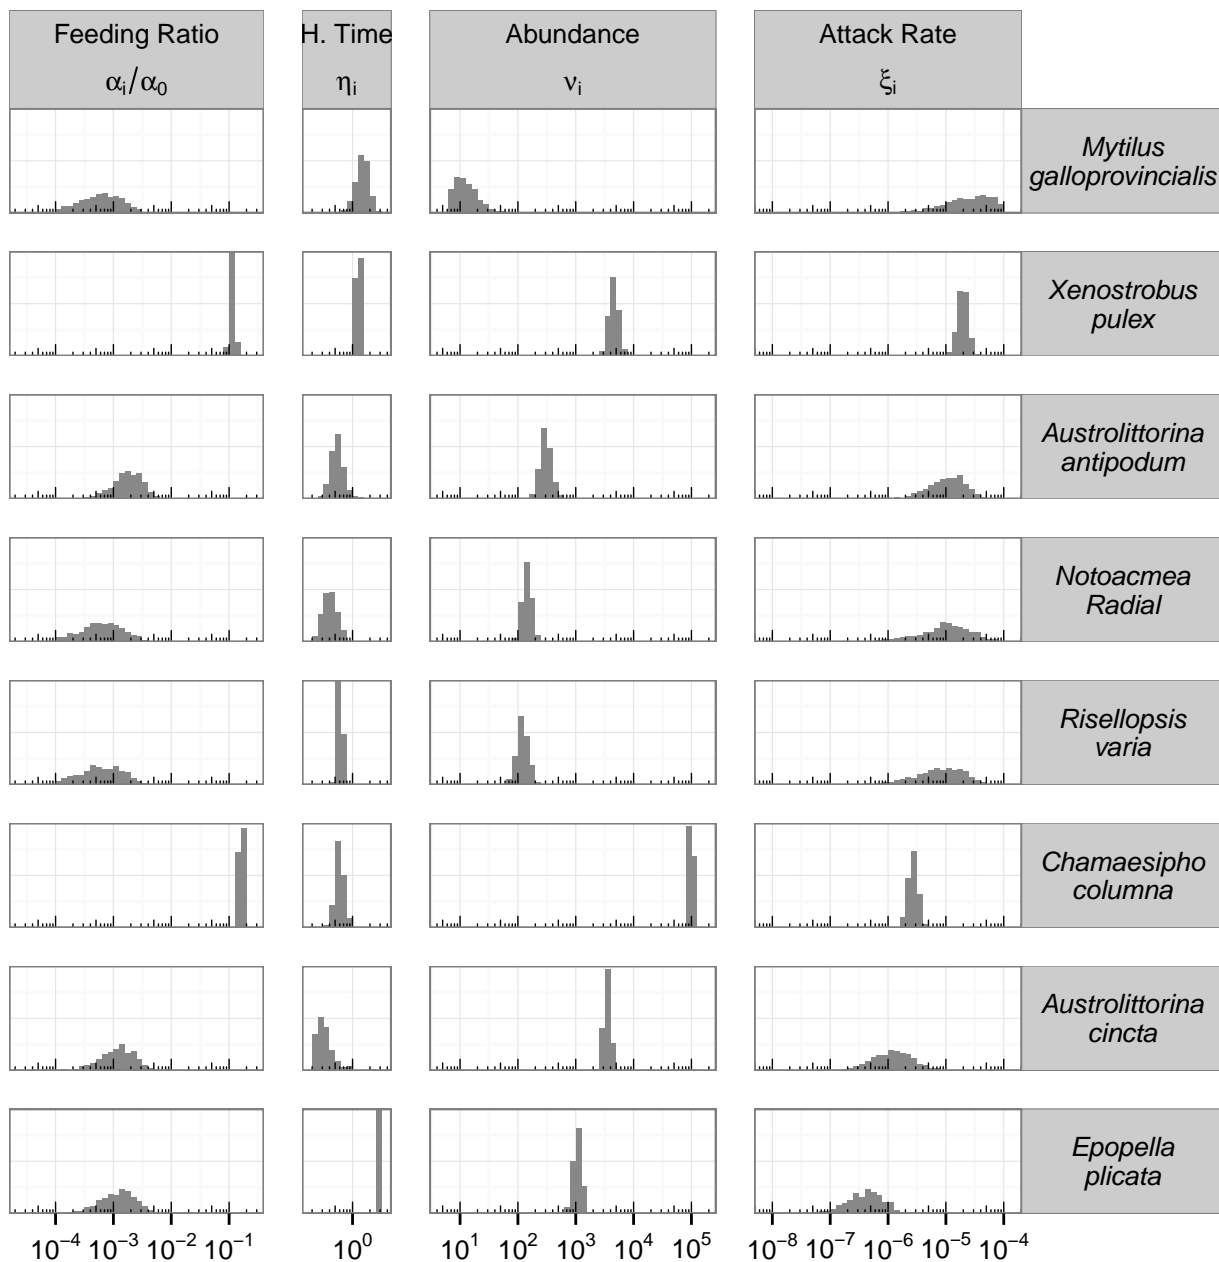 Feeding Ratio
H. Time
Abundance
Attack Rate
αᵢ/α₀
ηᵢ
νᵢ
ξᵢ
Mytilus
galloprovincialis
Xenostrobus
pulex
Austrolittorina
antipodum
Notoacmea
Radial
Risellopsis
varia
Chamaesipho
columna
Austrolittorina
cincta
Epopella
plicata
10⁻⁴ 10⁻³ 10⁻² 10⁻¹
10⁰
10¹ 10² 10³ 10⁴ 10⁵
10⁻⁸ 10⁻⁷ 10⁻⁶ 10⁻⁵ 10⁻⁴